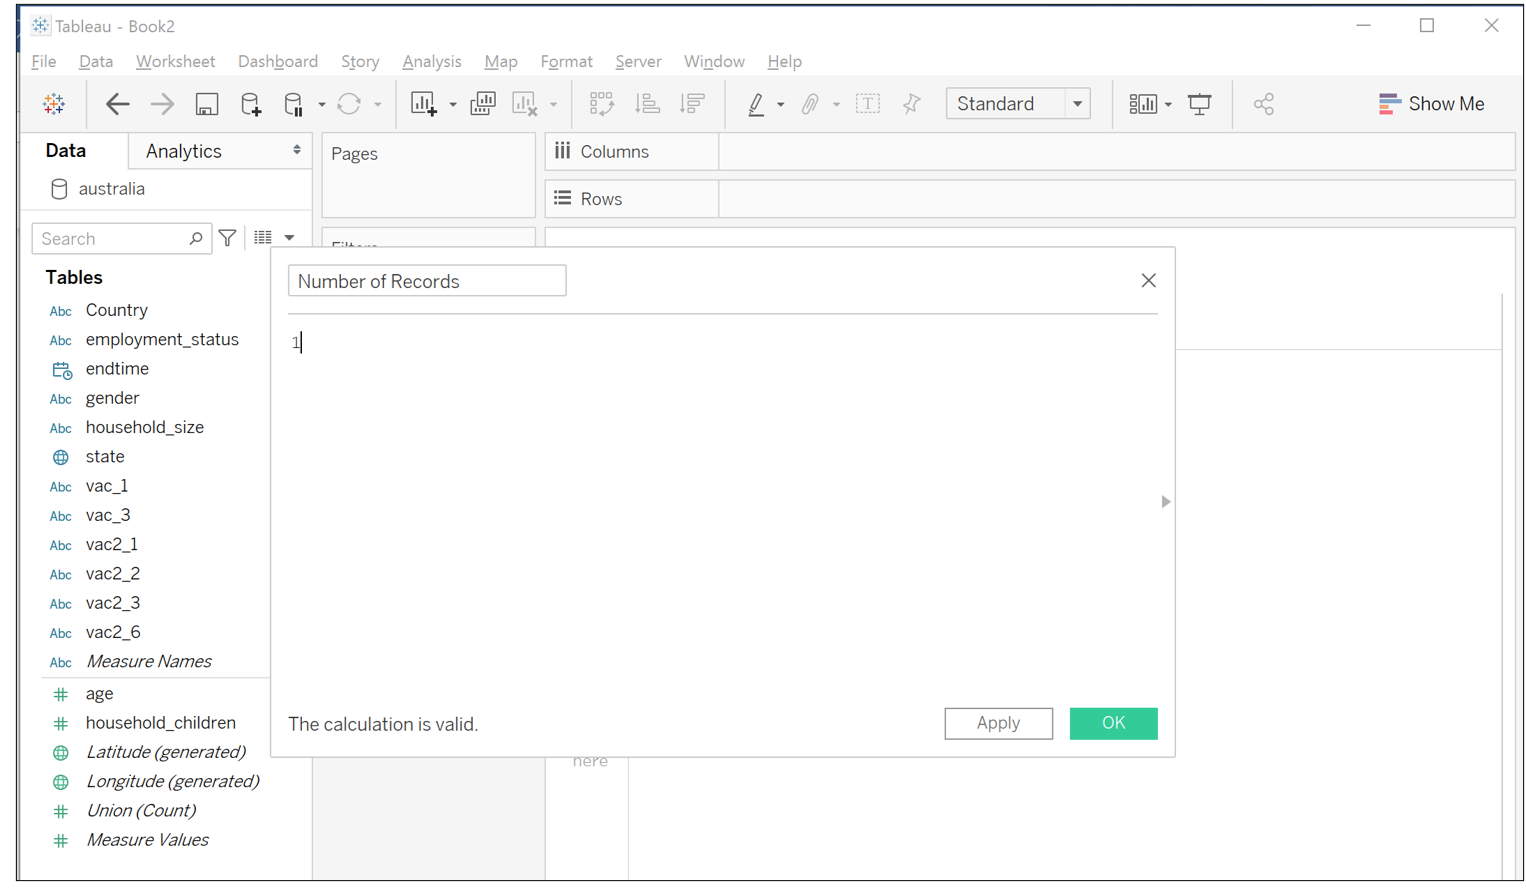 Tableau - Book2
File Data Worksheet Dashboard Story Analysis Map Format Server Window Help
Standard
Show Me
Data
Analytics
Pages
Columns
australia
Rows
Search
Filters
Tables
Number of Records
1
Abc Country
Abc employment_status
endtime
Abc gender
Abc household_size
state
Abc vac_1
Abc vac_3
Abc vac2_1
Abc vac2_2
Abc vac2_3
Abc vac2_6
Abc Measure Names
age
household_children
Latitude (generated)
Longitude (generated)
Union (Count)
Measure Values
The calculation is valid.
Apply
OK
here